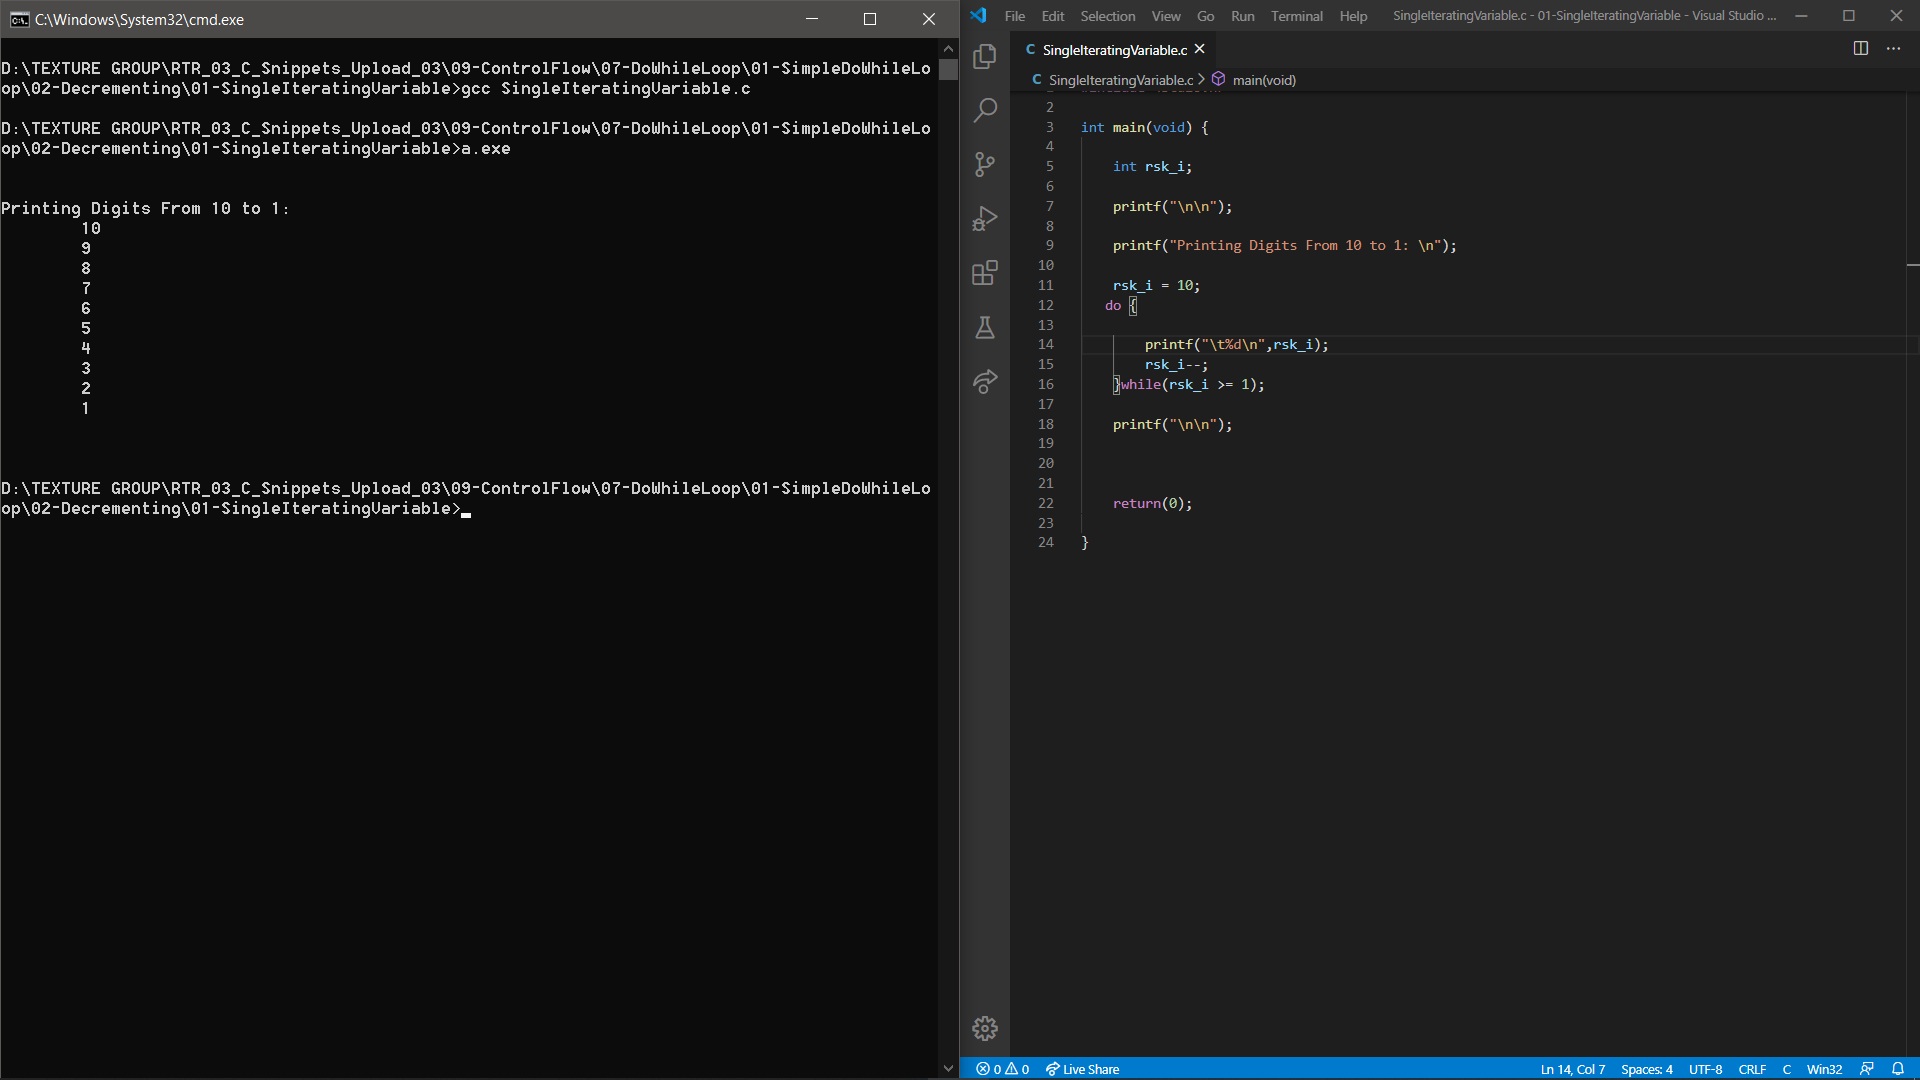 C:\Windows\System32\cmd.exe
D:\TEXTURE GROUP\RTR_03_C_Snippets_Upload_03\09-ControlFlow\07-DoWhileLoop\01-SimpleDoWhileLo
op\02-Decrementing\01-SingleIteratingVariable>gcc SingleIteratingVariable.c
D:\TEXTURE GROUP\RTR_03_C_Snippets_Upload_03\09-ControlFlow\07-DoWhileLoop\01-SimpleDoWhileLo
op\02-Decrementing\01-SingleIteratingVariable>a.exe
Printing Digits From 10 to 1:
10
9
8
7
6
5
4
3
2
1
D:\TEXTURE GROUP\RTR_03_C_Snippets_Upload_03\09-ControlFlow\07-DoWhileLoop\01-SimpleDoWhileLo
op\02-Decrementing\01-SingleIteratingVariable>
File Edit Selection View Go Run Terminal Help SingleIteratingVariable.c - 01-SingleIteratingVariable - Visual Studio ...
C SingleIteratingVariable.c
C SingleIteratingVariable.c > main(void)
2
3 int main(void) {
4
5 int rsk_i;
6
7 printf("\n\n");
8
9 printf("Printing Digits From 10 to 1: \n");
10
11 rsk_i = 10;
12 do {
13
14 printf("\t%d\n",rsk_i);
15 rsk_i--;
16 }while(rsk_i >= 1);
17
18 printf("\n\n");
19
20
21
22 return(0);
23
24 }
0 0 Live Share Ln 14, Col 7 Spaces: 4 UTF-8 CRLF C Win32